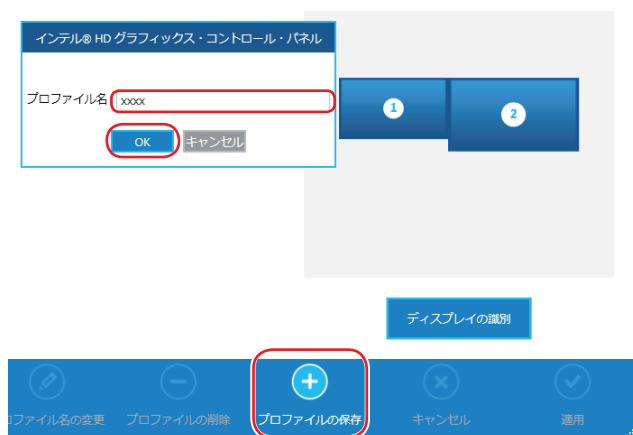 インテル® HD グラフィックス・コントロール・パネル
プロファイル名 xxxx
OK キャンセル
1 2
ディスプレイの識別
ファイル名の変更 プロファイルの削除 プロファイルの保存 キャンセル 適用